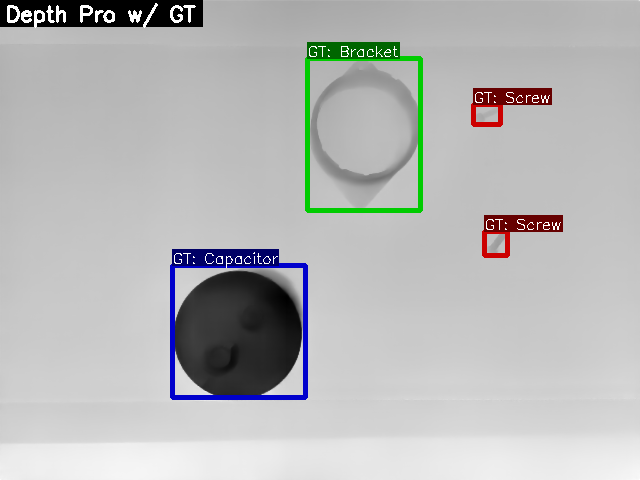 Depth Pro w/ GT
GT: Bracket
GT: Screw
GT: Screw
GT: Capacitor